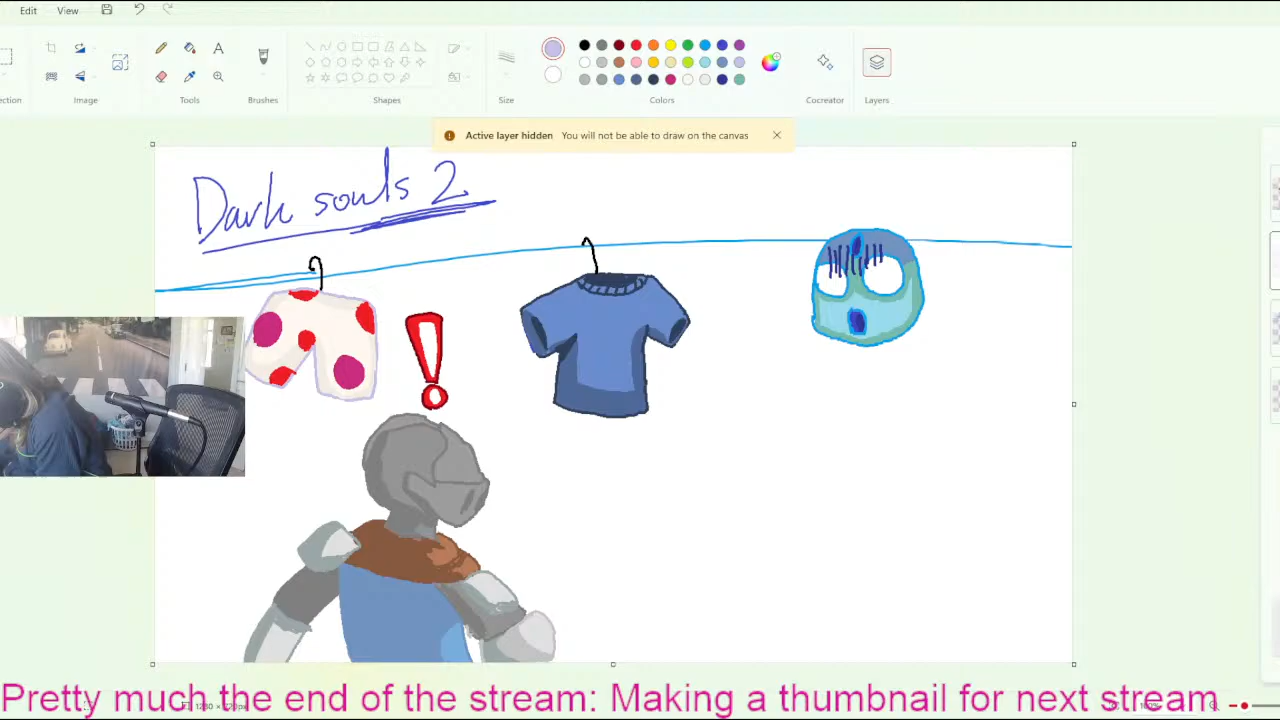 Edit View
Image Tools Brushes Shapes Size Colors Cocreator Layers
Active layer hidden You will not be able to draw on the canvas
Dark souls 2
!
Pretty much the end of the stream: Making a thumbnail for next stream